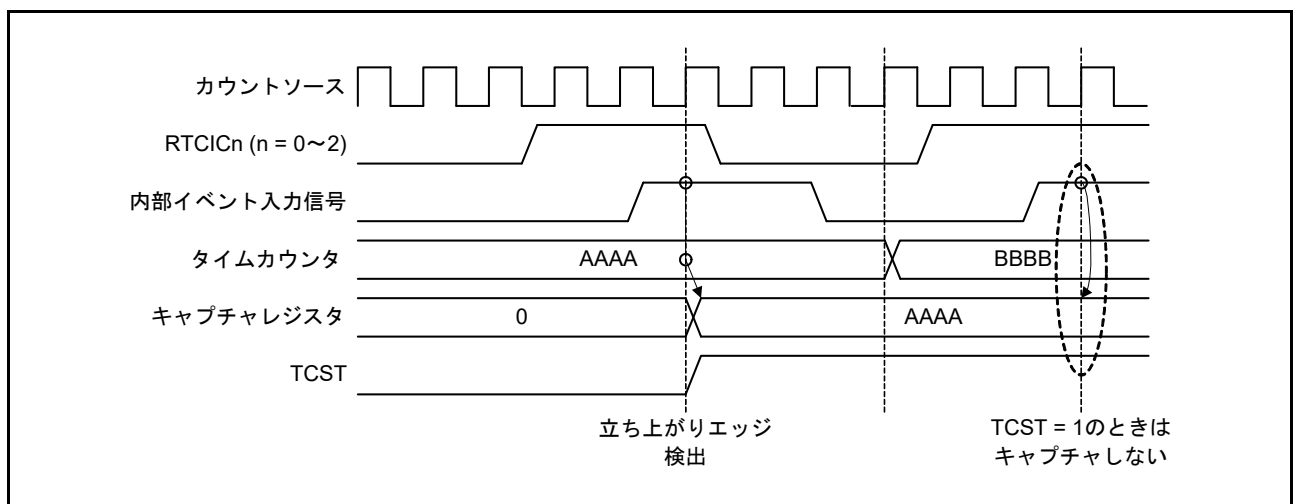 カウントソース
RTCICn (n = 0～2)
内部イベント入力信号
タイムカウンタ
AAAA
BBBB
キャプチャレジスタ
0
AAAA
TCST
立ち上がりエッジ
検出
TCST = 1のときは
キャプチャしない